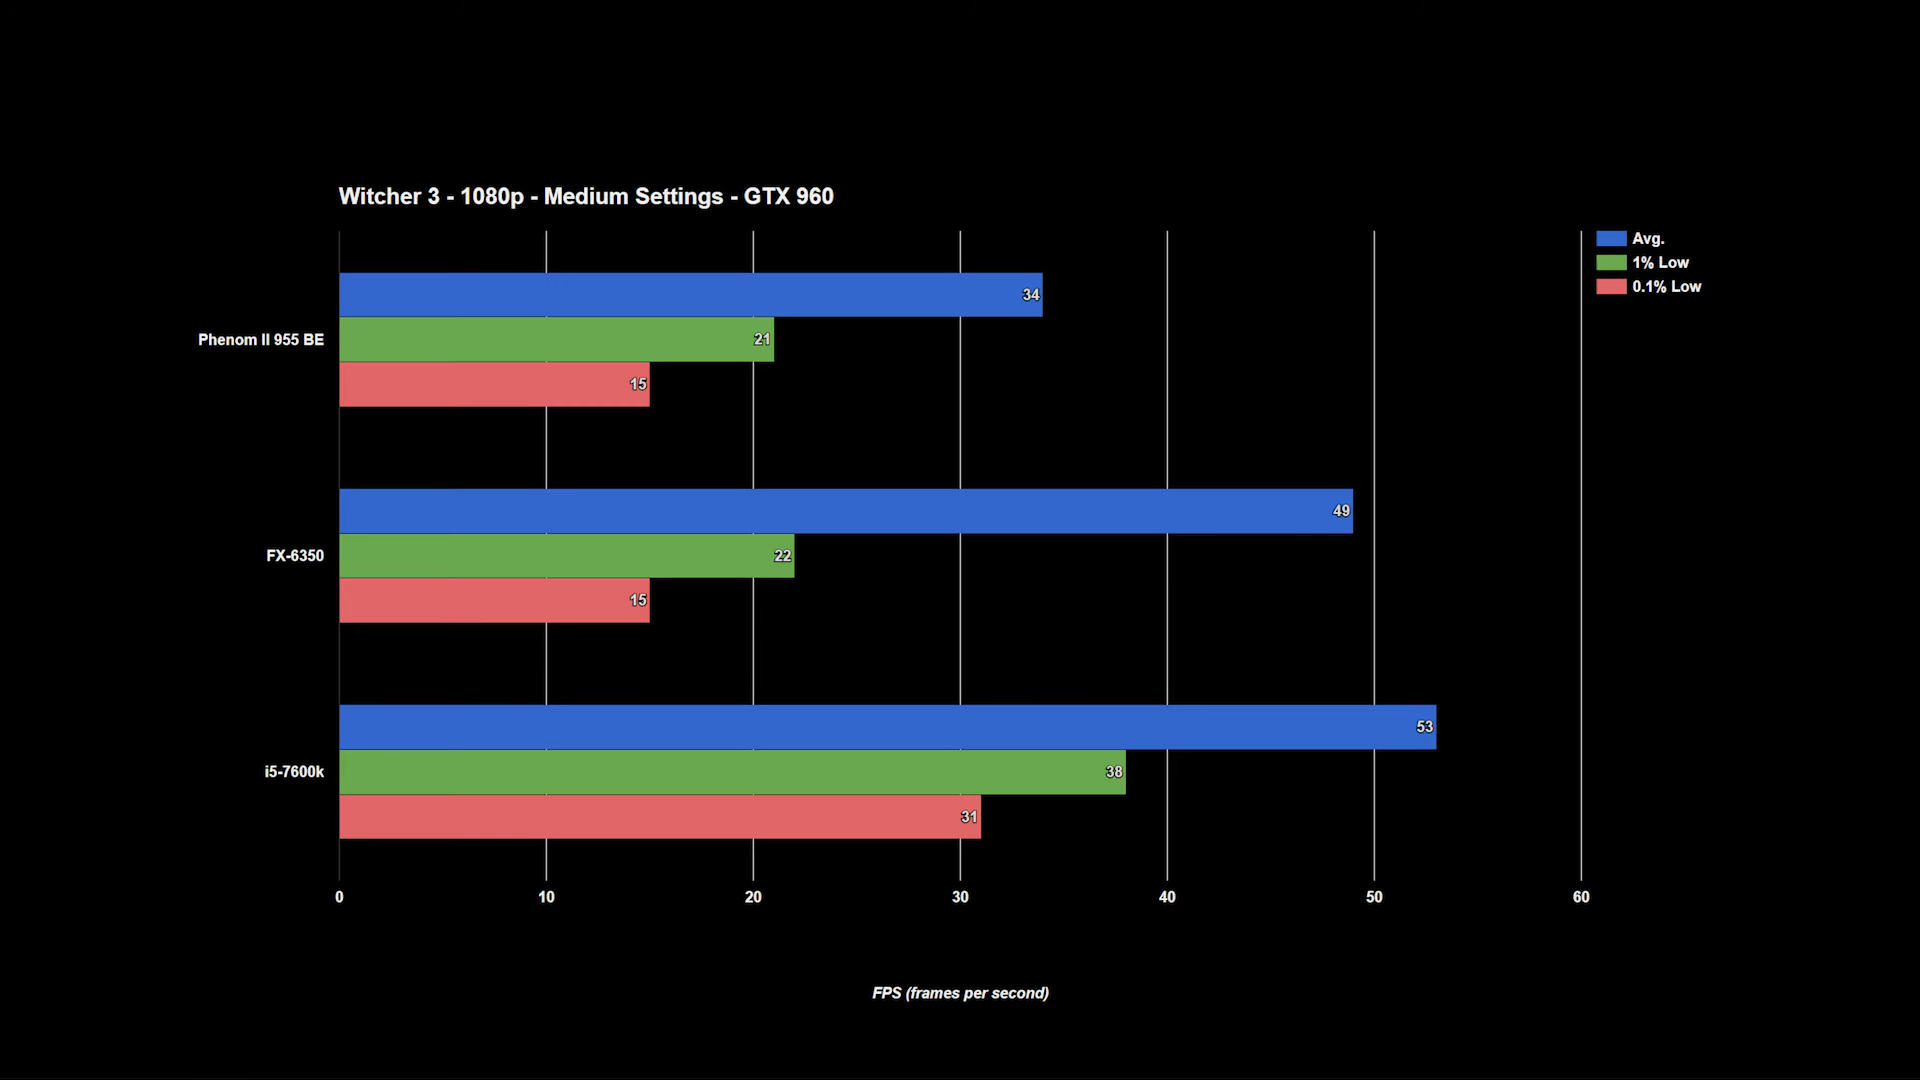 Witcher 3 - 1080p - Medium Settings - GTX 960
Avg.
1% Low
0.1% Low
Phenom II 955 BE
34
21
15
FX-6350
49
22
15
i5-7600k
53
38
31
0 10 20 30 40 50 60
FPS (frames per second)